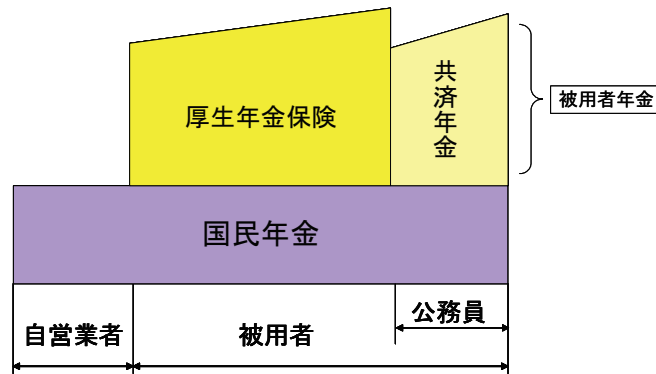 共済年金
厚生年金保険
被用者年金
国民年金
公務員
自営業者
被用者